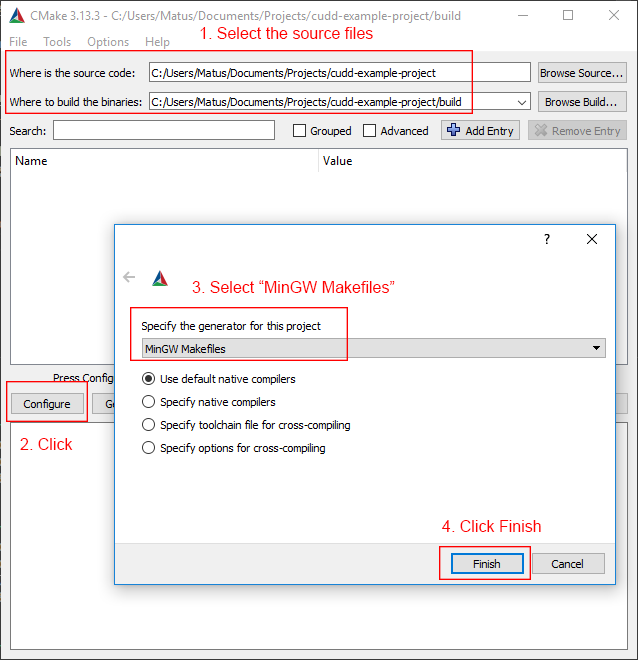 CMake 3.13.3 - C:/Users/Matus/Documents/Projects/cudd-example-project/build
File Tools Options Help
1. Select the source files
Where is the source code: C:/Users/Matus/Documents/Projects/cudd-example-project Browse Source...
Where to build the binaries: C:/Users/Matus/Documents/Projects/cudd-example-project/build Browse Build...
Search: Grouped Advanced Add Entry Remove Entry
Name Value
?
3. Select “MinGW Makefiles”
Specify the generator for this project
MinGW Makefiles
Use default native compilers
Specify native compilers
Specify toolchain file for cross-compiling
Specify options for cross-compiling
Press Config
Configure
2. Click
4. Click Finish
Finish Cancel